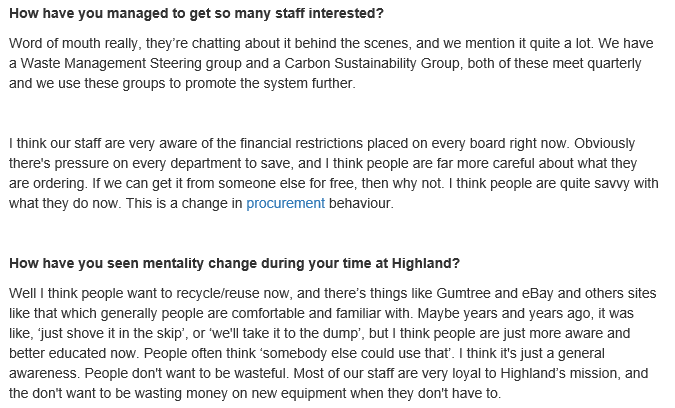 How have you managed to get so many staff interested?
Word of mouth really, they’re chatting about it behind the scenes, and we mention it quite a lot. We have
a Waste Management Steering group and a Carbon Sustainability Group, both of these meet quarterly
and we use these groups to promote the system further.
I think our staff are very aware of the financial restrictions placed on every board right now. Obviously
there's pressure on every department to save, and I think people are far more careful about what they
are ordering. If we can get it from someone else for free, then why not. I think people are quite savvy with
what they do now. This is a change in procurement behaviour.
How have you seen mentality change during your time at Highland?
Well I think people want to recycle/reuse now, and there’s things like Gumtree and eBay and others sites
like that which generally people are comfortable and familiar with. Maybe years and years ago, it was
like, ‘just shove it in the skip’, or ‘we'll take it to the dump’, but I think people are just more aware and
better educated now. People often think ‘somebody else could use that’. I think it's just a general
awareness. People don't want to be wasteful. Most of our staff are very loyal to Highland’s mission, and
the don't want to be wasting money on new equipment when they don't have to.